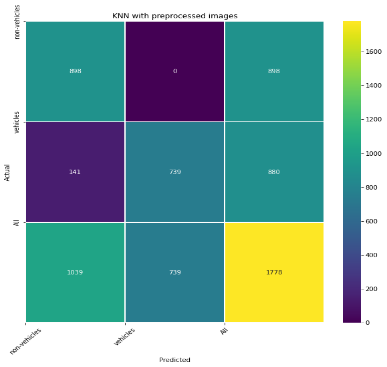 KNN with preprocessed images
non-vehicles
898 0 898
vehicles
141 739 880
Actual
All
1039 739 1778
non-vehicles vehicles All
Predicted
1600
1400
1200
1000
800
600
400
200
0